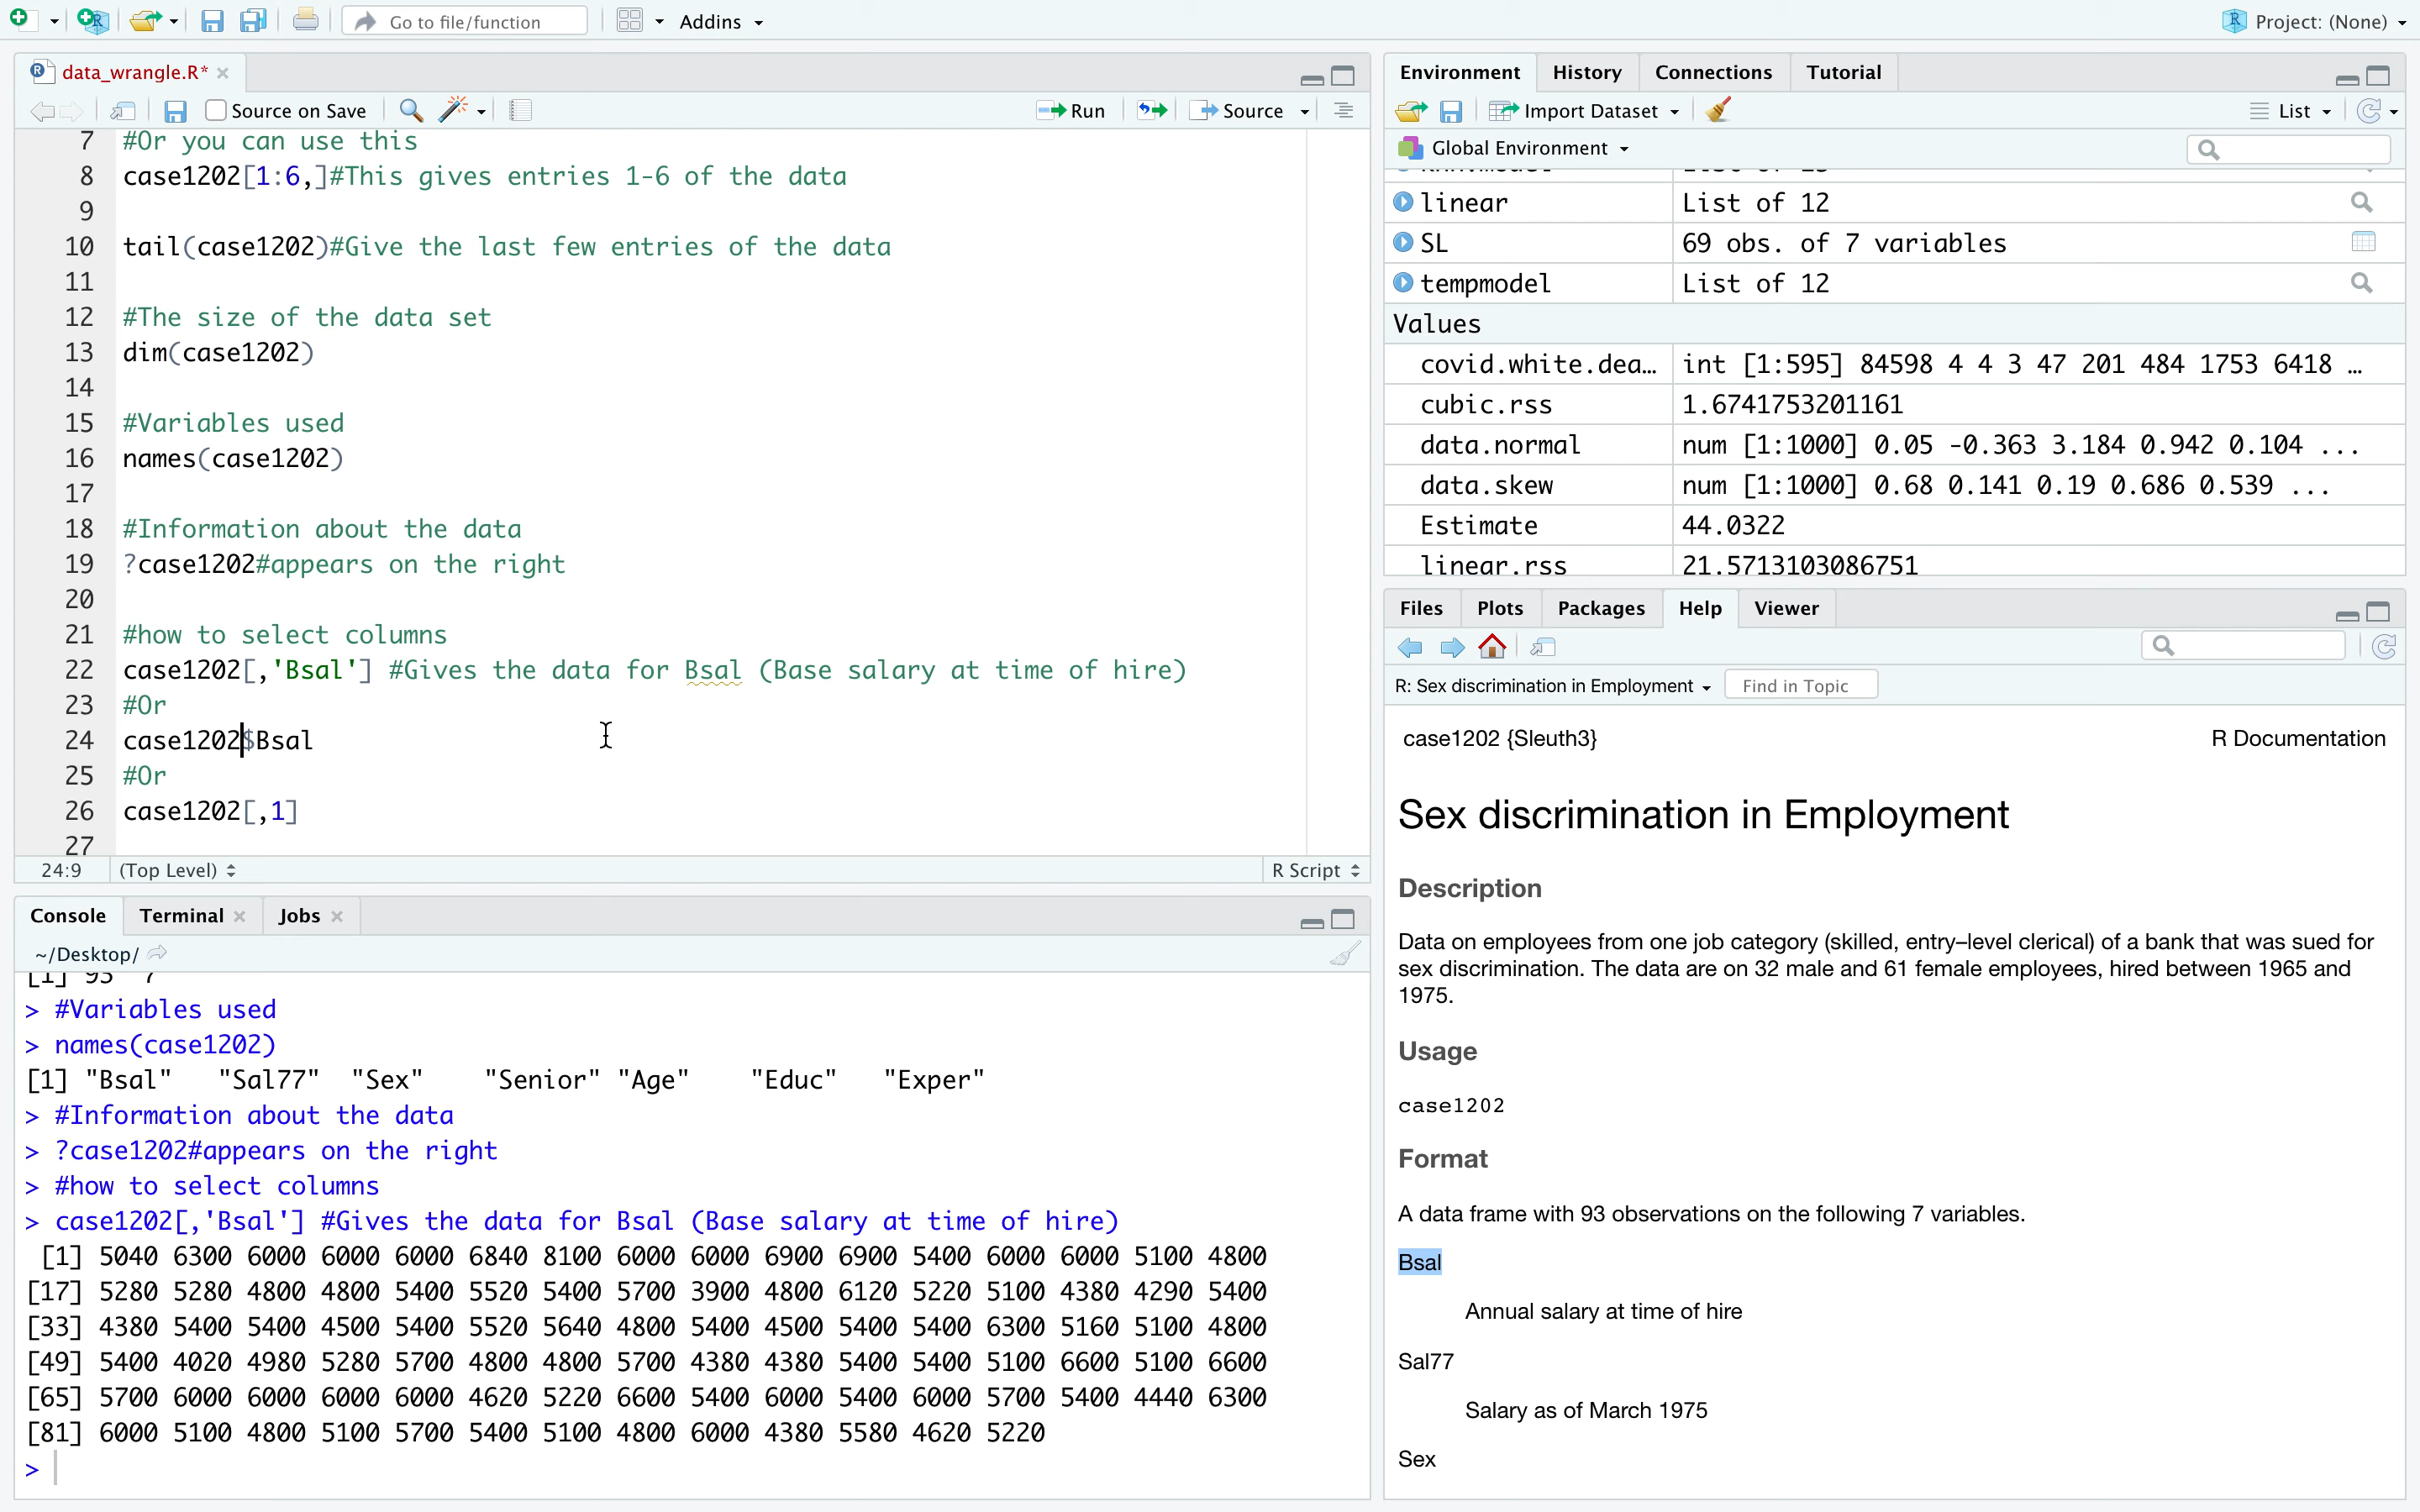 Go to file/function
Addins
Project: (None)
data_wrangle.R*
Source on Save
Run
Source
7 #Or you can use this
8 case1202[1:6,]#This gives entries 1-6 of the data
9
10 tail(case1202)#Give the last few entries of the data
11
12 #The size of the data set
13 dim(case1202)
14
15 #Variables used
16 names(case1202)
17
18 #Information about the data
19 ?case1202#appears on the right
20
21 #how to select columns
22 case1202[,'Bsal'] #Gives the data for Bsal (Base salary at time of hire)
23 #Or
24 case1202$Bsal
25 #Or
26 case1202[,1]
27
24:9 (Top Level) R Script
Console Terminal Jobs
~/Desktop/
[1] 93 7
> #Variables used
> names(case1202)
[1] "Bsal" "Sal77" "Sex" "Senior" "Age" "Educ" "Exper"
> #Information about the data
> ?case1202#appears on the right
> #how to select columns
> case1202[,'Bsal'] #Gives the data for Bsal (Base salary at time of hire)
[1] 5040 6300 6000 6000 6000 6840 8100 6000 6000 6900 6900 5400 6000 6000 5100 4800
[17] 5280 5280 4800 4800 5400 5520 5400 5700 3900 4800 6120 5220 5100 4380 4290 5400
[33] 4380 5400 5400 4500 5400 5520 5640 4800 5400 4500 5400 5400 6300 5160 5100 4800
[49] 5400 4020 4980 5280 5700 4800 4800 5700 4380 4380 5400 5400 5100 6600 5100 6600
[65] 5700 6000 6000 6000 6000 4620 5220 6600 5400 6000 5400 6000 5700 5400 4440 6300
[81] 6000 5100 4800 5100 5700 5400 5100 4800 6000 4380 5580 4620 5220
>
Environment History Connections Tutorial
Import Dataset
List
Global Environment
linear List of 12
SL 69 obs. of 7 variables
tempmodel List of 12
Values
covid.white.dea… int [1:595] 84598 4 4 3 47 201 484 1753 6418 …
cubic.rss 1.6741753201161
data.normal num [1:1000] 0.05 -0.363 3.184 0.942 0.104 ...
data.skew num [1:1000] 0.68 0.141 0.19 0.686 0.539 ...
Estimate 44.0322
linear.rss 21.5713103086751
Files Plots Packages Help Viewer
R: Sex discrimination in Employment Find in Topic
case1202 {Sleuth3} R Documentation
Sex discrimination in Employment
Description
Data on employees from one job category (skilled, entry–level clerical) of a bank that was sued for
sex discrimination. The data are on 32 male and 61 female employees, hired between 1965 and
1975.
Usage
case1202
Format
A data frame with 93 observations on the following 7 variables.
Bsal
Annual salary at time of hire
Sal77
Salary as of March 1975
Sex